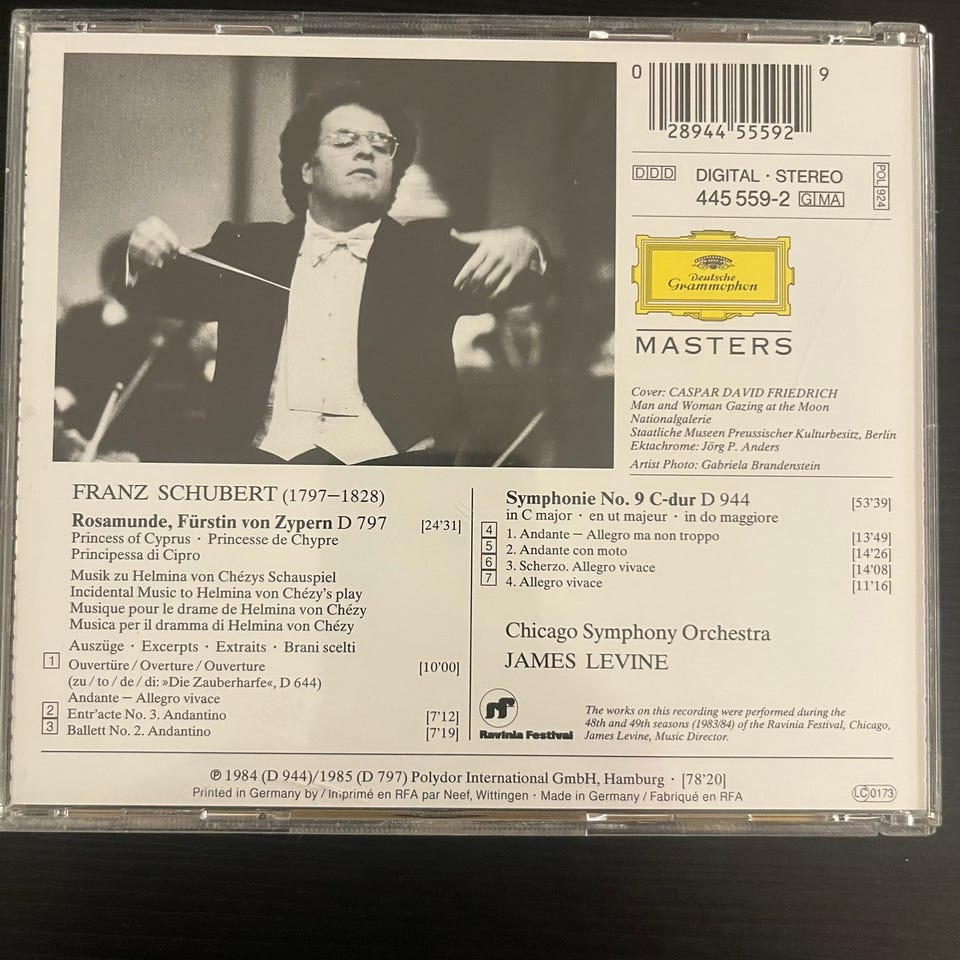 0 28944 55592 9
DDD DIGITAL · STEREO
445 559-2 GMA
POL 924
Deutsche
Grammophon
MASTERS
Cover: CASPAR DAVID FRIEDRICH
Man and Woman Gazing at the Moon
Nationalgalerie
Staatliche Museen Preussischer Kulturbesitz, Berlin
Ektachrome: Jörg P. Anders
Artist Photo: Gabriela Brandenstein
FRANZ SCHUBERT (1797–1828)
Rosamunde, Fürstin von Zypern D 797 [24'31]
Princess of Cyprus · Princesse de Chypre
Principessa di Cipro
Musik zu Helmina von Chézys Schauspiel
Incidental Music to Helmina von Chézy's play
Musique pour le drame de Helmina von Chézy
Musica per il dramma di Helmina von Chézy
Auszüge · Excerpts · Extraits · Brani scelti
1 Ouvertüre / Overture / Ouverture [10'00]
(zu / to / de / di: »Die Zauberharfe«, D 644)
Andante – Allegro vivace
2 Entr'acte No. 3. Andantino [7'12]
3 Ballett No. 2. Andantino [7'19]
Symphonie No. 9 C-dur D 944 [53'39]
in C major · en ut majeur · in do maggiore
4 1. Andante – Allegro ma non troppo [13'49]
5 2. Andante con moto [14'26]
6 3. Scherzo. Allegro vivace [14'08]
7 4. Allegro vivace [11'16]
Chicago Symphony Orchestra
JAMES LEVINE
Ravinia Festival
The works on this recording were performed during the
48th and 49th seasons (1983/84) of the Ravinia Festival, Chicago,
James Levine, Music Director.
℗ 1984 (D 944)/1985 (D 797) Polydor International GmbH, Hamburg · [78'20]
Printed in Germany by / Imprimé en RFA par Neef, Wittingen · Made in Germany / Fabriqué en RFA
LC 0173